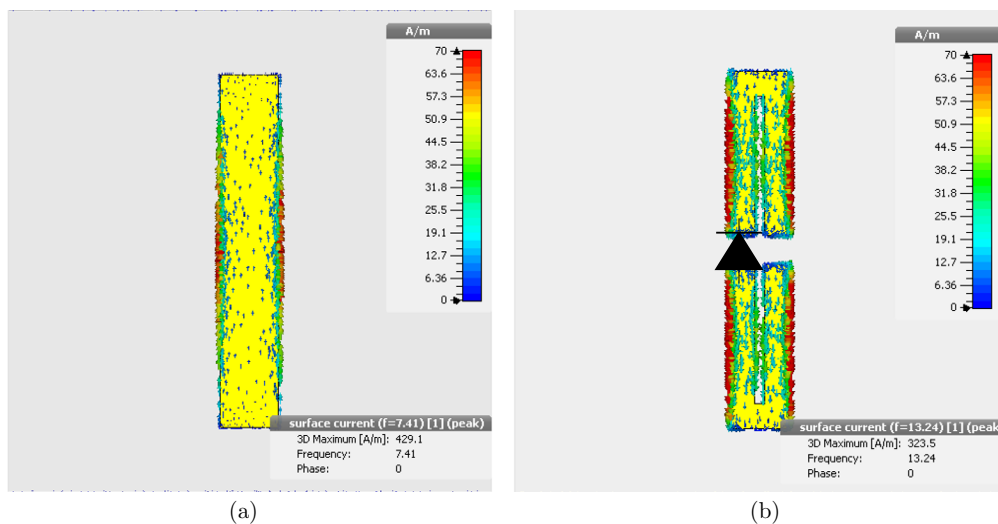 A/m
70
63.6
57.3
50.9
44.5
38.2
31.8
25.5
19.1
12.7
6.36
0
surface current (f=7.41) [1] (peak)
3D Maximum [A/m]: 429.1
Frequency: 7.41
Phase: 0
(a)
A/m
70
63.6
57.3
50.9
44.5
38.2
31.8
25.5
19.1
12.7
6.36
0
surface current (f=13.24) [1] (peak
3D Maximum [A/m]: 323.5
Frequency: 13.24
Phase: 0
(b)